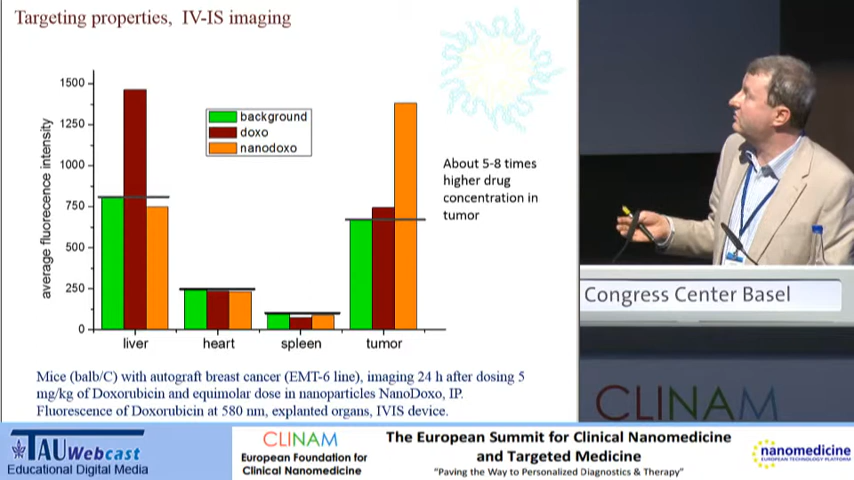 Targeting properties, IV-IS imaging
average fluorecence intensity
1500
1250
1000
750
500
250
0
background
doxo
nanodoxo
liver
heart
spleen
tumor
About 5-8 times
higher drug
concentration in
tumor
Mice (balb/C) with autograft breast cancer (EMT-6 line), imaging 24 h after dosing 5
mg/kg of Doxorubicin and equimolar dose in nanoparticles NanoDoxo, IP.
Fluorescence of Doxorubicin at 580 nm, explanted organs, IVIS device.
Congress Center Basel
CLINAM
TAUWebcast
Educational Digital Media
CLINAM
European Foundation for
Clinical Nanomedicine
The European Summit for Clinical Nanomedicine
and Targeted Medicine
"Paving the Way to Personalized Diagnostics & Therapy"
nanomedicine
EUROPEAN TECHNOLOGY PLATFORM